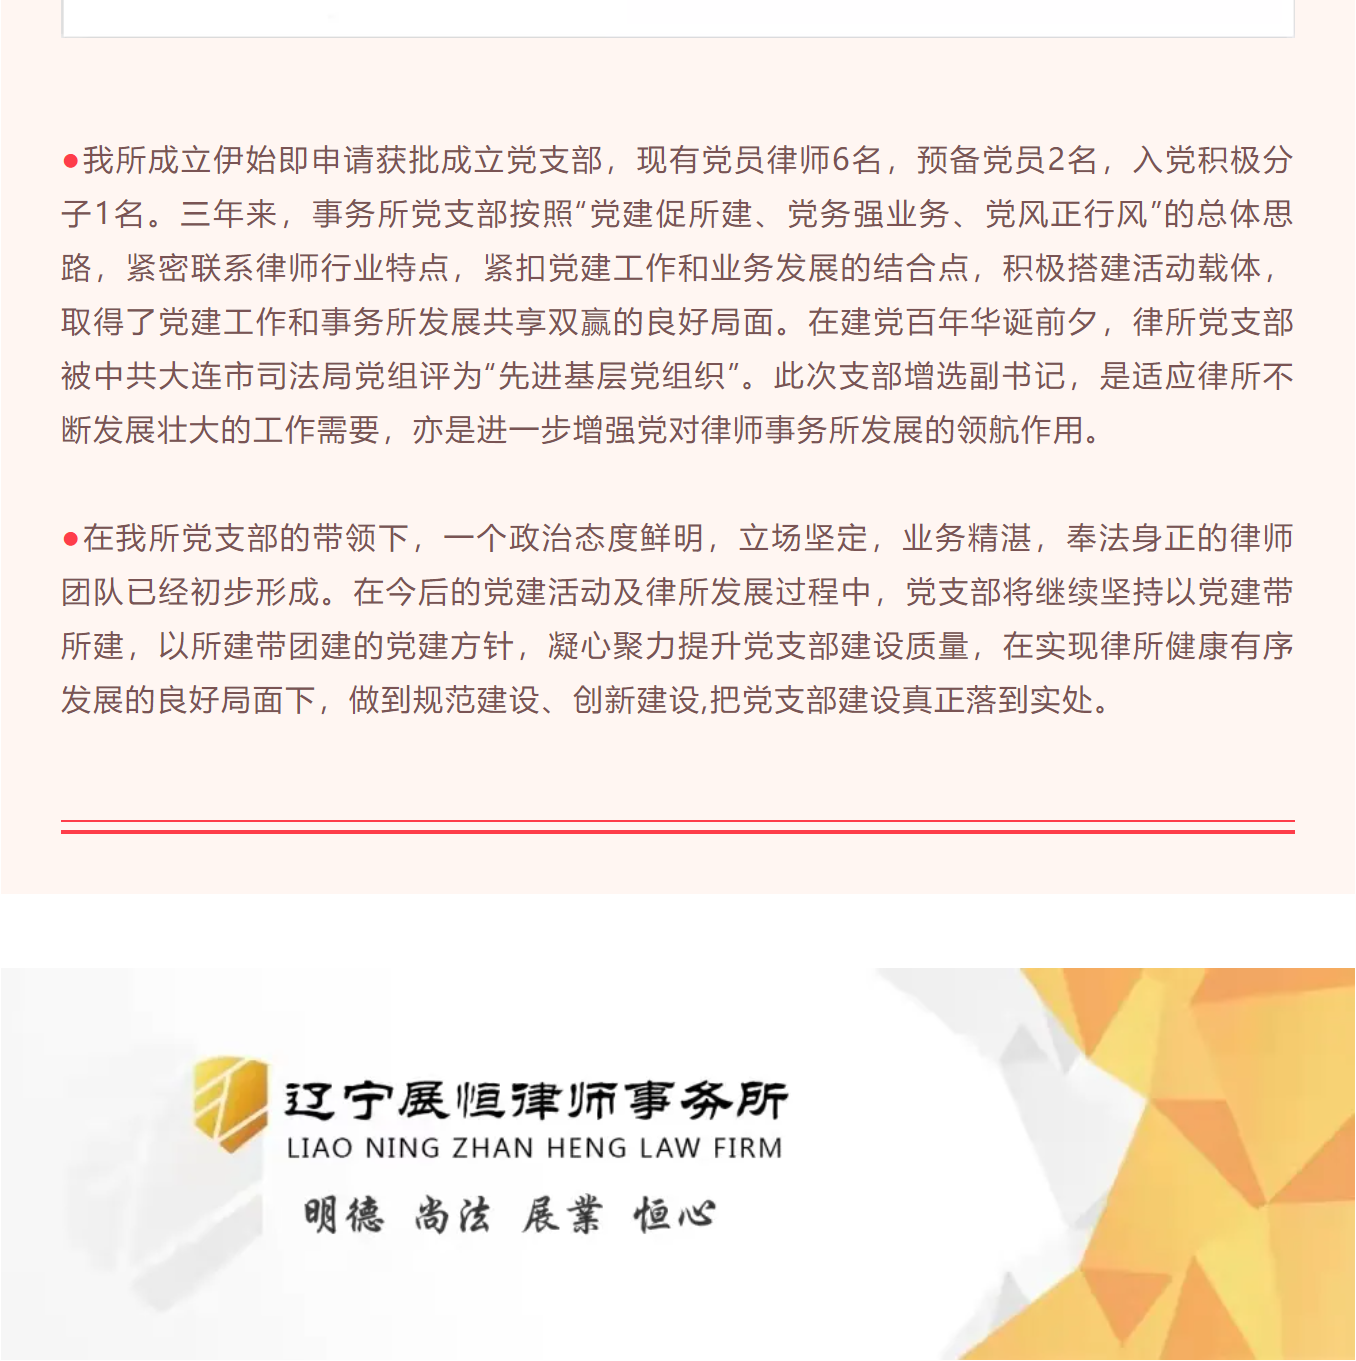 ●我所成立伊始即申请获批成立党支部，现有党员律师6名，预备党员2名，入党积极分
子1名。三年来，事务所党支部按照“党建促所建、党务强业务、党风正行风”的总体思
路，紧密联系律师行业特点，紧扣党建工作和业务发展的结合点，积极搭建活动载体，
取得了党建工作和事务所发展共享双赢的良好局面。在建党百年华诞前夕，律所党支部
被中共大连市司法局党组评为“先进基层党组织”。此次支部增选副书记，是适应律所不
断发展壮大的工作需要，亦是进一步增强党对律师事务所发展的领航作用。
●在我所党支部的带领下，一个政治态度鲜明，立场坚定，业务精湛，奉法身正的律师
团队已经初步形成。在今后的党建活动及律所发展过程中，党支部将继续坚持以党建带
所建，以所建带团建的党建方针，凝心聚力提升党支部建设质量，在实现律所健康有序
发展的良好局面下，做到规范建设、创新建设,把党支部建设真正落到实处。
辽宁展恒律师事务所
LIAO NING ZHAN HENG LAW FIRM
明德 尚法 展業 恒心